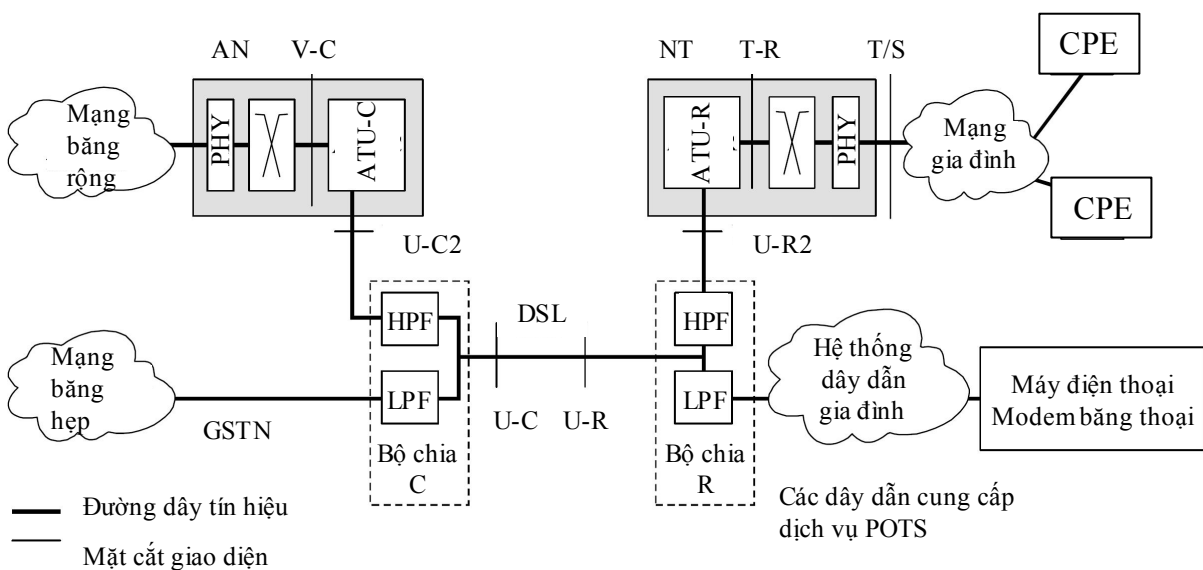 AN
V-C
NT
T-R
T/S
CPE
Mạng
băng
rộng
PHY
ATU-C
ATU-R
PHY
Mạng
gia đình
CPE
U-C2
U-R2
HPF
DSL
HPF
Mạng
băng
hẹp
GSTN
LPF
U-C
U-R
LPF
Hệ thống
dây dẫn
gia đình
Máy điện thoại
Modem băng thoại
Bộ chia
C
Bộ chia
R
Các dây dẫn cung cấp
dịch vụ POTS
Đường dây tín hiệu
Mặt cắt giao diện